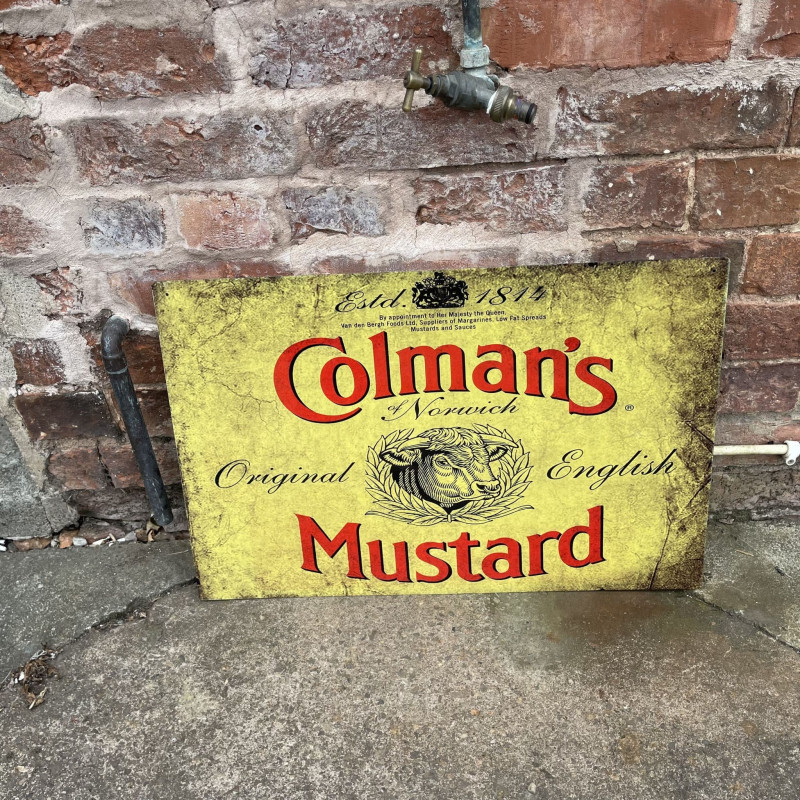 Estd. 1814
By appointment to Her Majesty the Queen,
Van den Bergh Foods Ltd, Suppliers of Margarines, Low Fat Spreads
Mustards and Sauces
Colman's ®
of Norwich
Original English
Mustard